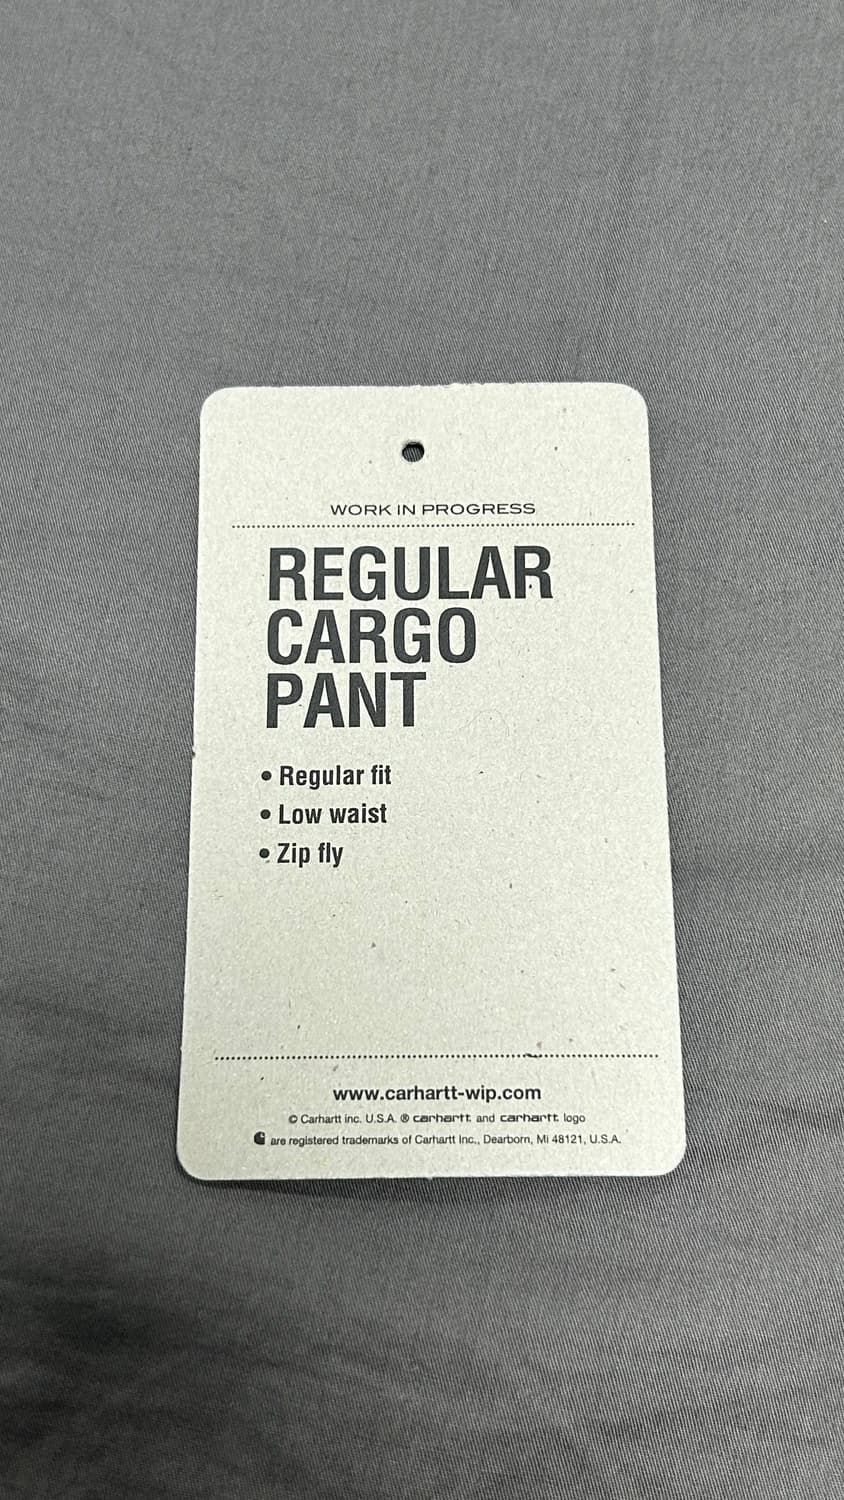 WORK IN PROGRESS
REGULAR
CARGO
PANT
• Regular fit
• Low waist
• Zip fly
www.carhartt-wip.com
© Carhartt inc. U.S.A. ® carhartt and carhartt logo
are registered trademarks of Carhartt Inc., Dearborn, Mi 48121, U.S.A.